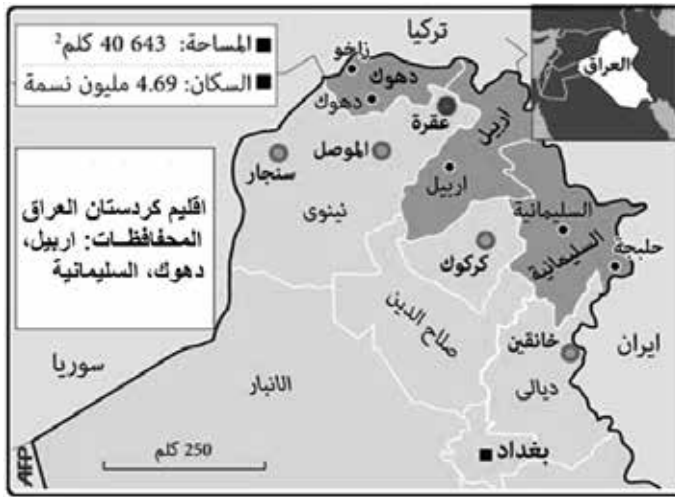 المساحة: 643 40 كلم²
السكان: 4.69 مليون نسمة
تركيا
العراق
زاخو
دهوك
دهوك
عقرة
اربيل
سنجار
الموصل
اربيل
السليمانية
نينوى
كركوك
السليمانية
حلبجة
اقليم كردستان العراق
المحفافظات: اربيل،
دهوك، السليمانية
صلاح الدين
خانقين
ايران
سوريا
الانبار
ديالى
250 كلم
بغداد
AFP